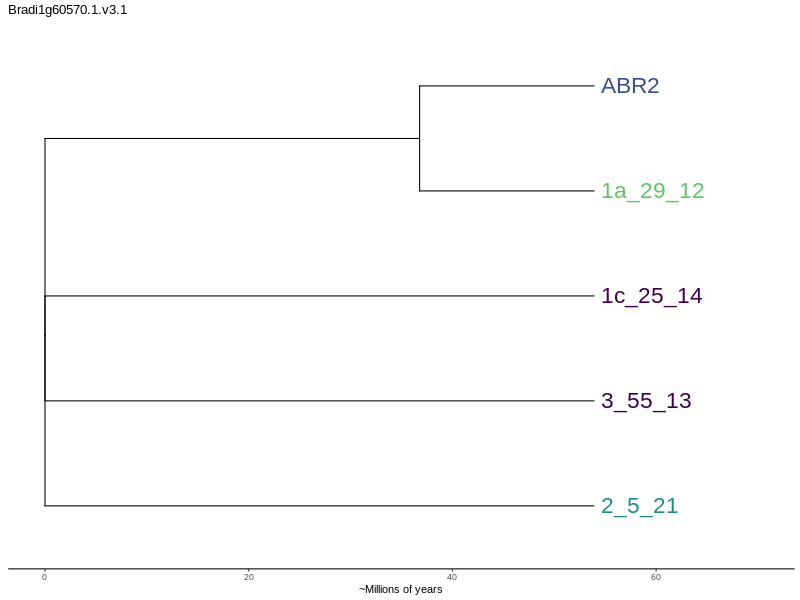 Bradi1g60570.1.v3.1
ABR2
1a_29_12
1c_25_14
3_55_13
2_5_21
0 20 40 60
~Millions of years